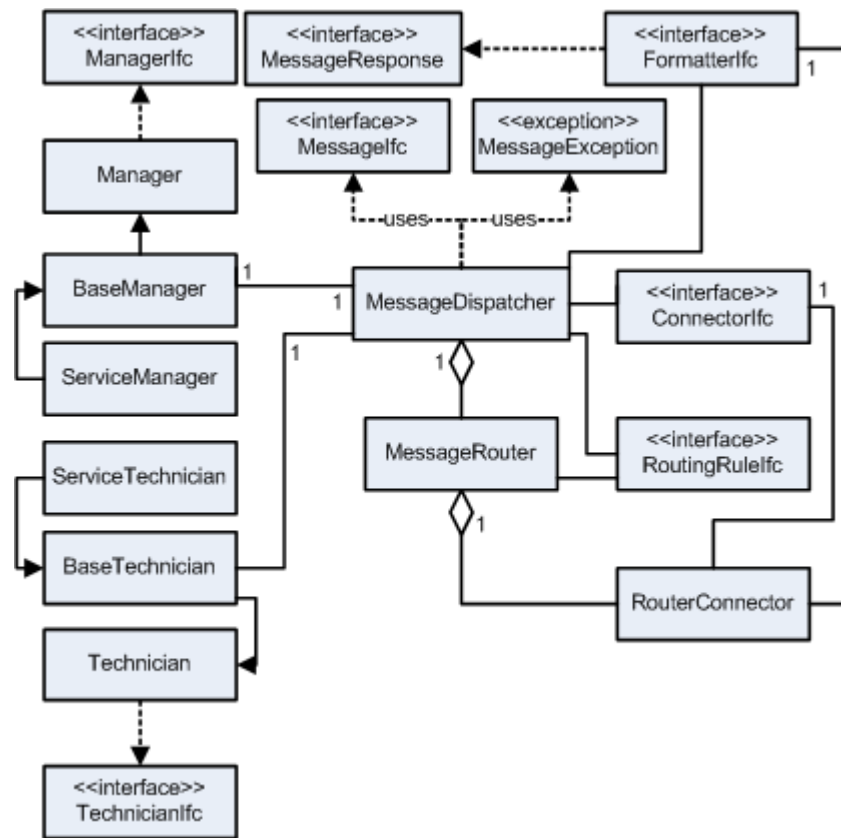 <<interface>>
ManagerIfc
<<interface>>
MessageResponse
<<interface>>
FormatterIfc
1
<<interface>>
MessageIfc
<<exception>>
MessageException
Manager
uses
uses
BaseManager
1
1
MessageDispatcher
<<interface>>
ConnectorIfc
1
1
1
ServiceManager
MessageRouter
<<interface>>
RoutingRuleIfc
ServiceTechnician
1
BaseTechnician
RouterConnector
Technician
<<interface>>
TechnicianIfc